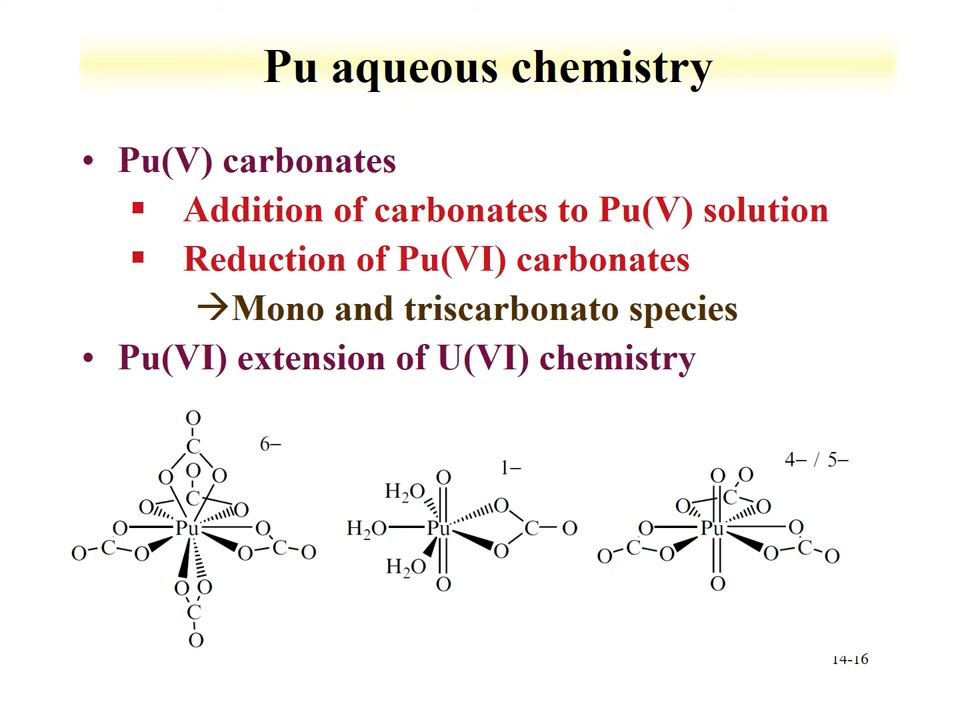 Pu aqueous chemistry
• Pu(V) carbonates
▪ Addition of carbonates to Pu(V) solution
▪ Reduction of Pu(VI) carbonates
→Mono and triscarbonato species
• Pu(VI) extension of U(VI) chemistry
O
C
6–
O O O
C
O O
O Pu O
O C O O C O
O O
C
O
1–
O
H2O
O
H2O Pu C O
O
H2O
O
4– / 5–
O O
C
O O
O Pu O
O C O O C O
O
14-16